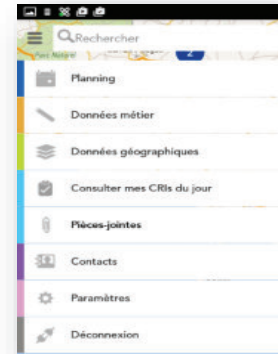 Rechercher
2
Planning
Données métier
Données géographiques
Consulter mes CRIs du jour
Pièces-jointes
Contacts
Paramètres
Déconnexion